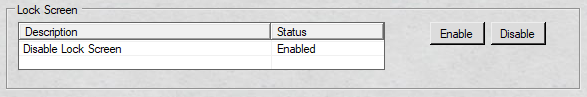 Lock Screen
Description Status Enable Disable
Disable Lock Screen Enabled